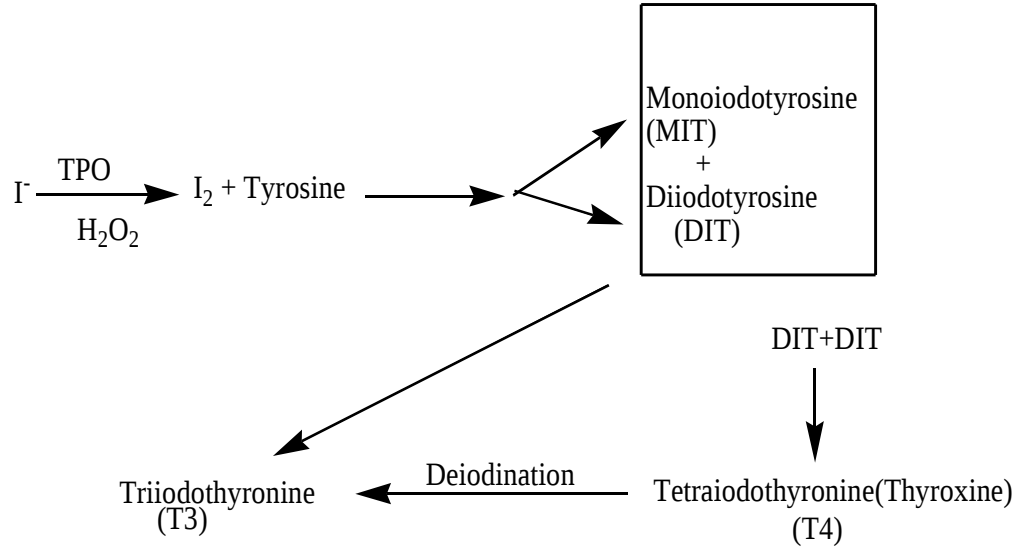 I-
TPO
H2O2
I2 + Tyrosine
Monoiodotyrosine
(MIT)
+
Diiodotyrosine
(DIT)
DIT+DIT
Deiodination
Triiodothyronine
(T3)
Tetraiodothyronine(Thyroxine)
(T4)